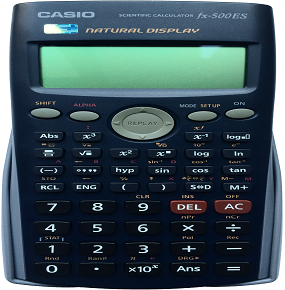 CASIO SCIENTIFIC CALCULATOR fx-500ES
NATURAL DISPLAY
SHIFT ALPHA MODE SETUP ON
REPLAY
Abs x³ x⁻¹
log ln
(−) hyp sin cos tan
RCL ENG ( ) S⇔D M+
CLR INS OFF
7 8 9 DEL AC
nPr nCr
4 5 6 × ÷
STAT Pol Rec
1 2 3 − +
Rnd Ran# DRG▸
0 . ×10ˣ Ans =